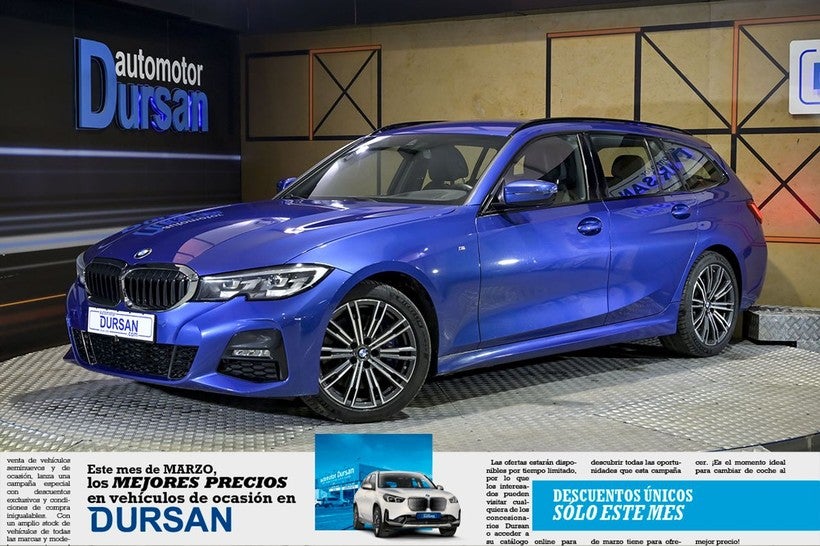 automotor
Dursan
automotor
DURSAN
.com
venta de vehículos
seminuevos y de
ocasión, lanza una
campaña especial
con descuentos
exclusivos y condi-
ciones de compra
inigualables. Con
un amplio stock de
vehículos de todas
las marcas y mode-
Este mes de MARZO,
los MEJORES PRECIOS
en vehículos de ocasión en
DURSAN
automotor Dursan
Las ofertas estarán dispo-
nibles por tiempo limitado,
por lo que
los interesa-
dos pueden
visitar cual-
quiera de los
concesiona-
rios Dursan
o acceder a
su catálogo online para
descubrir todas las oportu-
nidades que esta campaña
de marzo tiene para ofre-
cer. ¡Es el momento ideal
para cambiar de coche al
mejor precio!
DESCUENTOS ÚNICOS
SÓLO ESTE MES